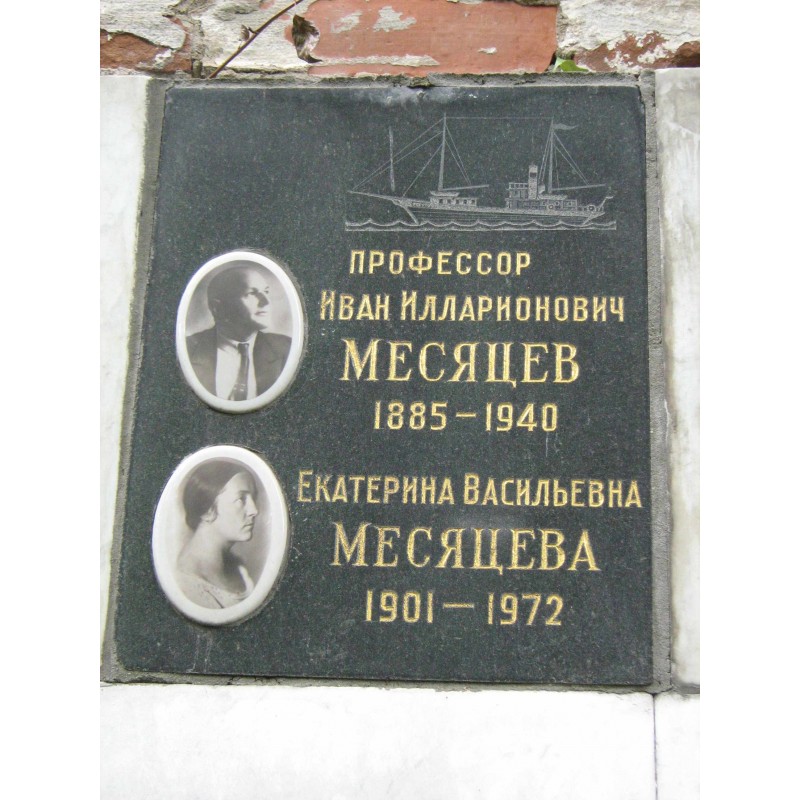 ПРОФЕССОР
ИВАН ИЛЛАРИОНОВИЧ
МЕСЯЦЕВ
1885-1940
ЕКАТЕРИНА ВАСИЛЬЕВНА
МЕСЯЦЕВА
1901-1972